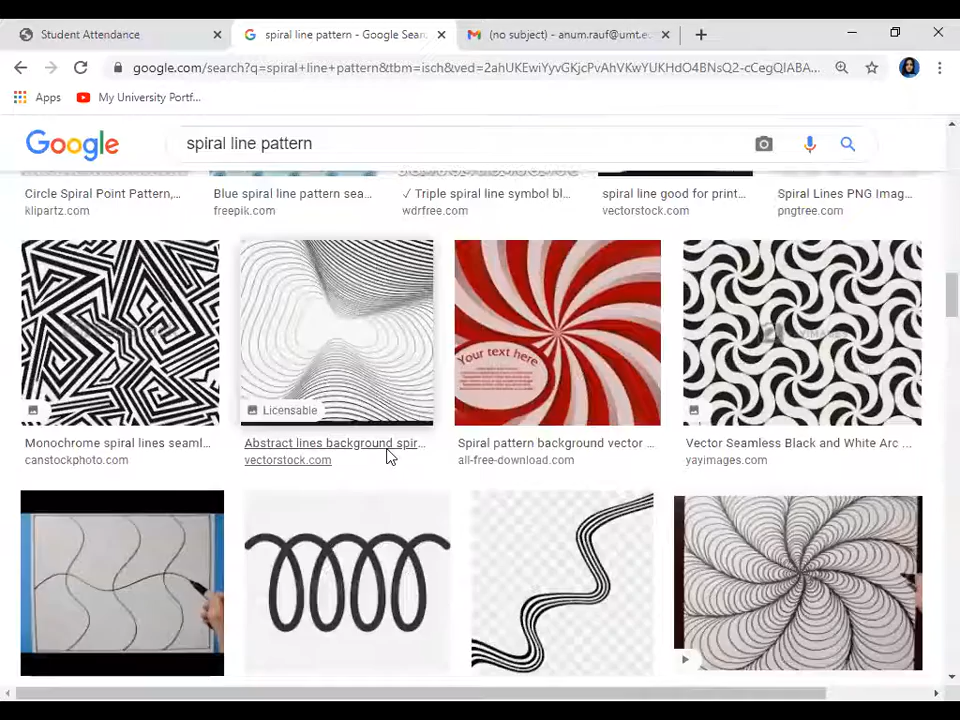 Student Attendance
spiral line pattern - Google Sear
(no subject) - anum.rauf@umt.e
google.com/search?q=spiral+line+pattern&tbm=isch&ved=2ahUKEwiYyvGKjcPvAhVKwYUKHdO4BNsQ2-cCegQIABA...
Apps
My University Portf...
Google
spiral line pattern
Circle Spiral Point Pattern,...
Blue spiral line pattern sea...
✓ Triple spiral line symbol bl...
spiral line good for print...
Spiral Lines PNG Imag...
klipartz.com
freepik.com
wdrfree.com
vectorstock.com
pngtree.com
Your text here
Licensable
Monochrome spiral lines seaml...
Abstract lines background spir...
Spiral pattern background vector ...
Vector Seamless Black and White Arc ...
canstockphoto.com
vectorstock.com
all-free-download.com
yayimages.com